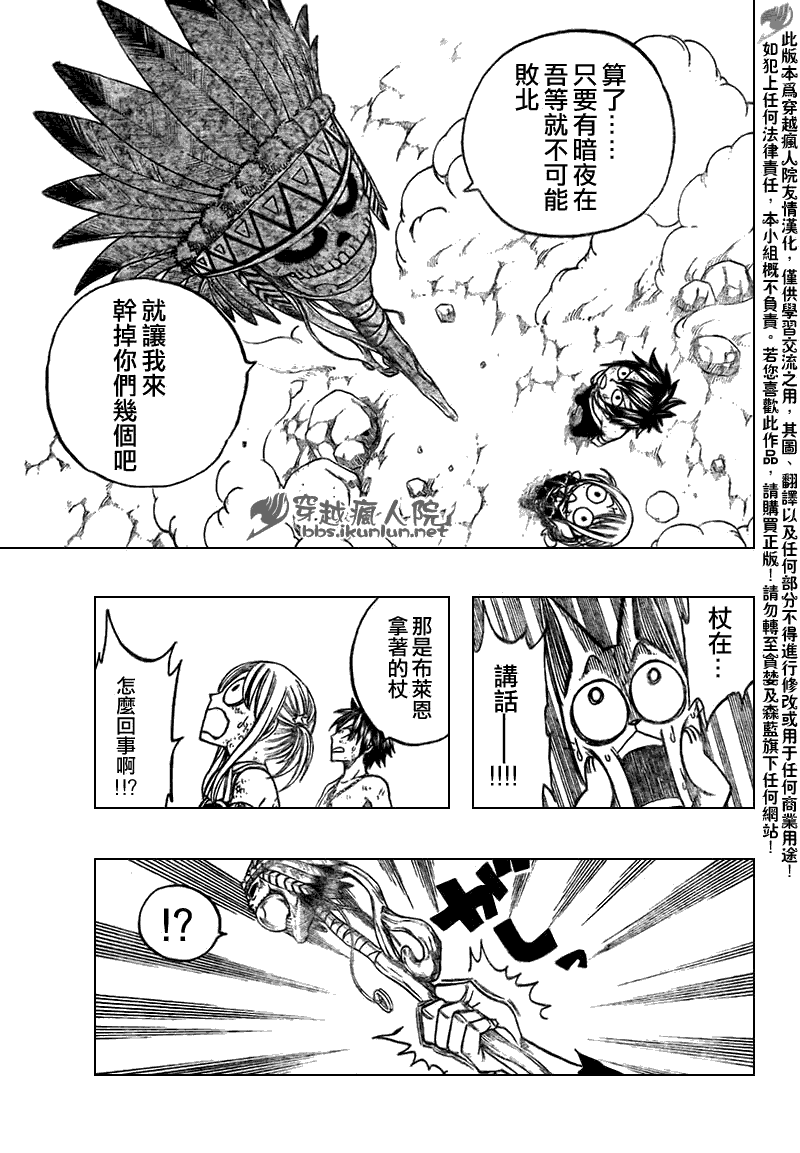 算了……
只要有暗夜在
吾等就不可能
敗北
就讓我來
幹掉你們幾個吧
穿越瘋人院
ibbs.ikunlun.net
杖在…
講話——!!!!
那是布萊恩
拿著的杖
怎麼回事啊!!?
ガシッ
!?
此版本爲穿越瘋人院友情漢化，僅供學習交流之用，其圖、翻譯以及任何部分不得進行修改或用于任何商業用途！
如犯上任何法律責任，本小組概不負責。若您喜歡此作品，請購買正版！請勿轉至貪婪及森藍旗下任何網站！